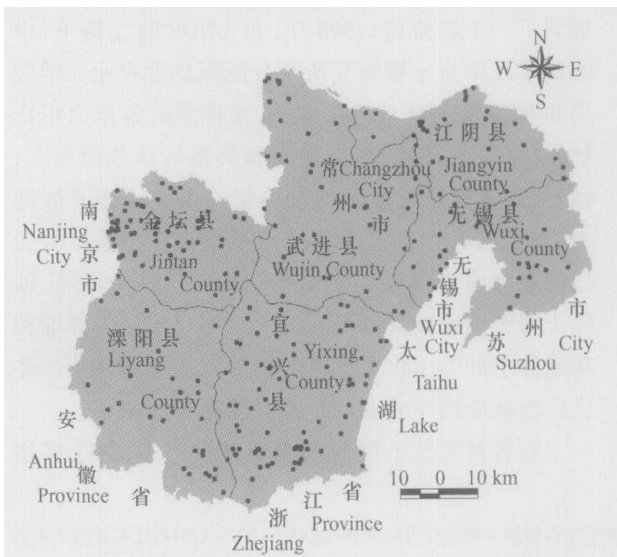 N
W
E
S
江阴县
Jiangyin
County
常州市
Changzhou
City
无锡县
Wuxi
County
南京市
Nanjing
City
金坛县
Jintan
County
武进县
Wujin County
无锡市
Wuxi
City
溧阳县
Liyang
County
宜兴县
Yixing
County
太湖
Taihu
Lake
苏州市
Suzhou
City
安徽省
Anhui
Province
浙江省
Zhejiang
Province
10 0 10 km